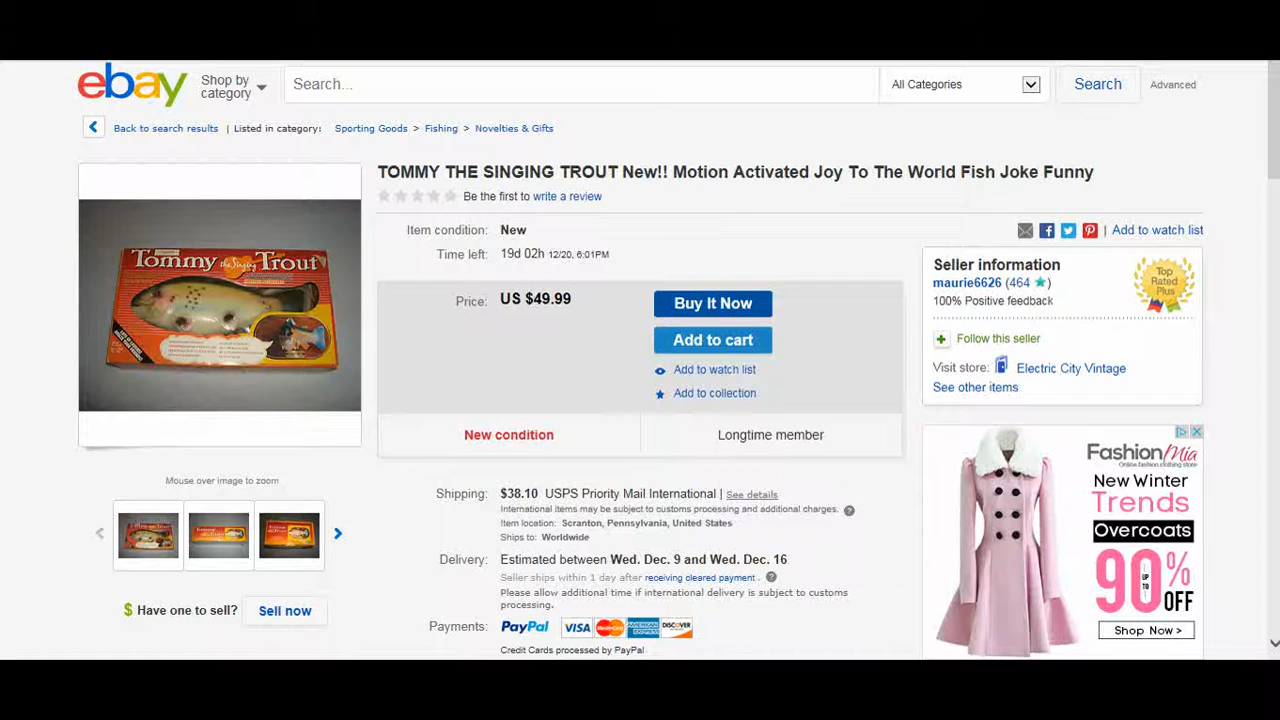 ebay
Shop by
category
Search...
All Categories
Search
Advanced
Back to search results | Listed in category: Sporting Goods > Fishing > Novelties & Gifts
TOMMY THE SINGING TROUT New!! Motion Activated Joy To The World Fish Joke Funny
Be the first to write a review
Item condition: New
Time left: 19d 02h 12/20, 6:01PM
| Add to watch list
Price: US $49.99
Buy It Now
Add to cart
Add to watch list
Add to collection
New condition
Longtime member
Seller information
maurie6626 (464)
100% Positive feedback
Top
Rated
Plus
Follow this seller
Visit store: Electric City Vintage
See other items
Tommy the Singing Trout
Mouse over image to zoom
$ Have one to sell? Sell now
Shipping: $38.10 USPS Priority Mail International | See details
International items may be subject to customs processing and additional charges.
Item location: Scranton, Pennsylvania, United States
Ships to: Worldwide
Delivery: Estimated between Wed. Dec. 9 and Wed. Dec. 16
Seller ships within 1 day after receiving cleared payment.
Please allow additional time if international delivery is subject to customs
processing.
Payments: PayPal VISA MasterCard AMERICAN EXPRESS DISCOVER
Credit Cards processed by PayPal
FashionMia
Online fashion clothing store
New Winter
Trends
Overcoats
UP TO 90% OFF
Shop Now >